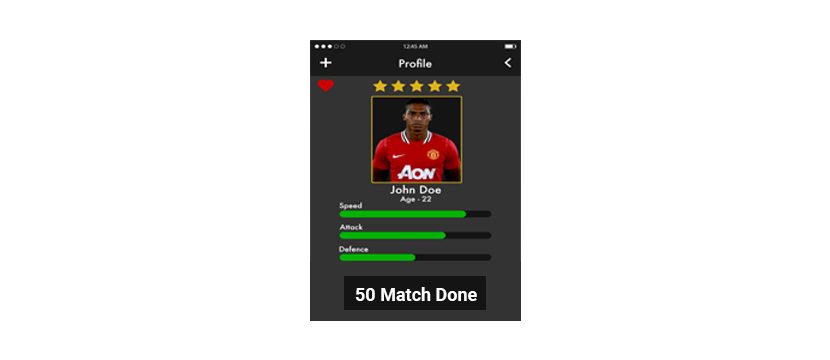 12:45 AM
Profile
AON
John Doe
Age - 22
Speed
Attack
Defence
50 Match Done